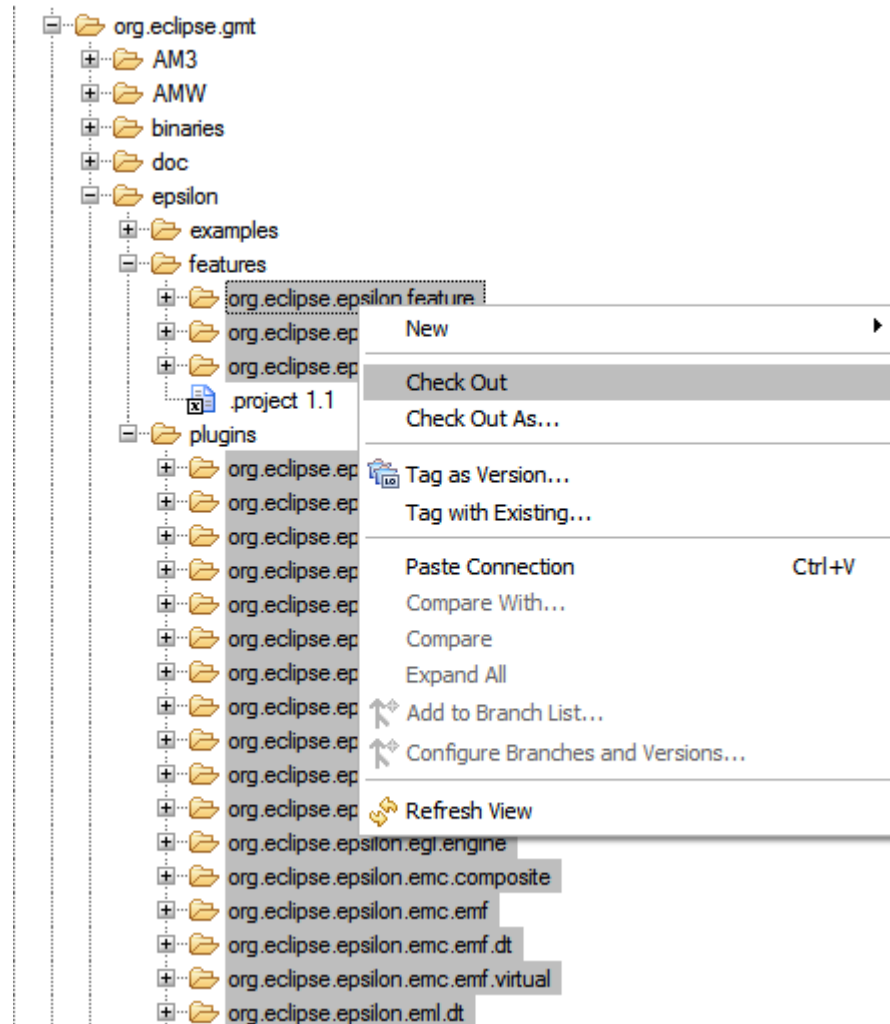 org.eclipse.gmt
AM3
AMW
binaries
doc
epsilon
examples
features
org.eclipse.epsilon.feature
org.eclipse.ep
org.eclipse.ep
.project 1.1
plugins
org.eclipse.ep
org.eclipse.ep
org.eclipse.ep
org.eclipse.ep
org.eclipse.ep
org.eclipse.ep
org.eclipse.ep
org.eclipse.ep
org.eclipse.ep
org.eclipse.ep
org.eclipse.ep
org.eclipse.epsilon.egl.engine
org.eclipse.epsilon.emc.composite
org.eclipse.epsilon.emc.emf
org.eclipse.epsilon.emc.emf.dt
org.eclipse.epsilon.emc.emf.virtual
org.eclipse.epsilon.eml.dt
New
Check Out
Check Out As...
Tag as Version...
Tag with Existing...
Paste Connection Ctrl+V
Compare With...
Compare
Expand All
Add to Branch List...
Configure Branches and Versions...
Refresh View